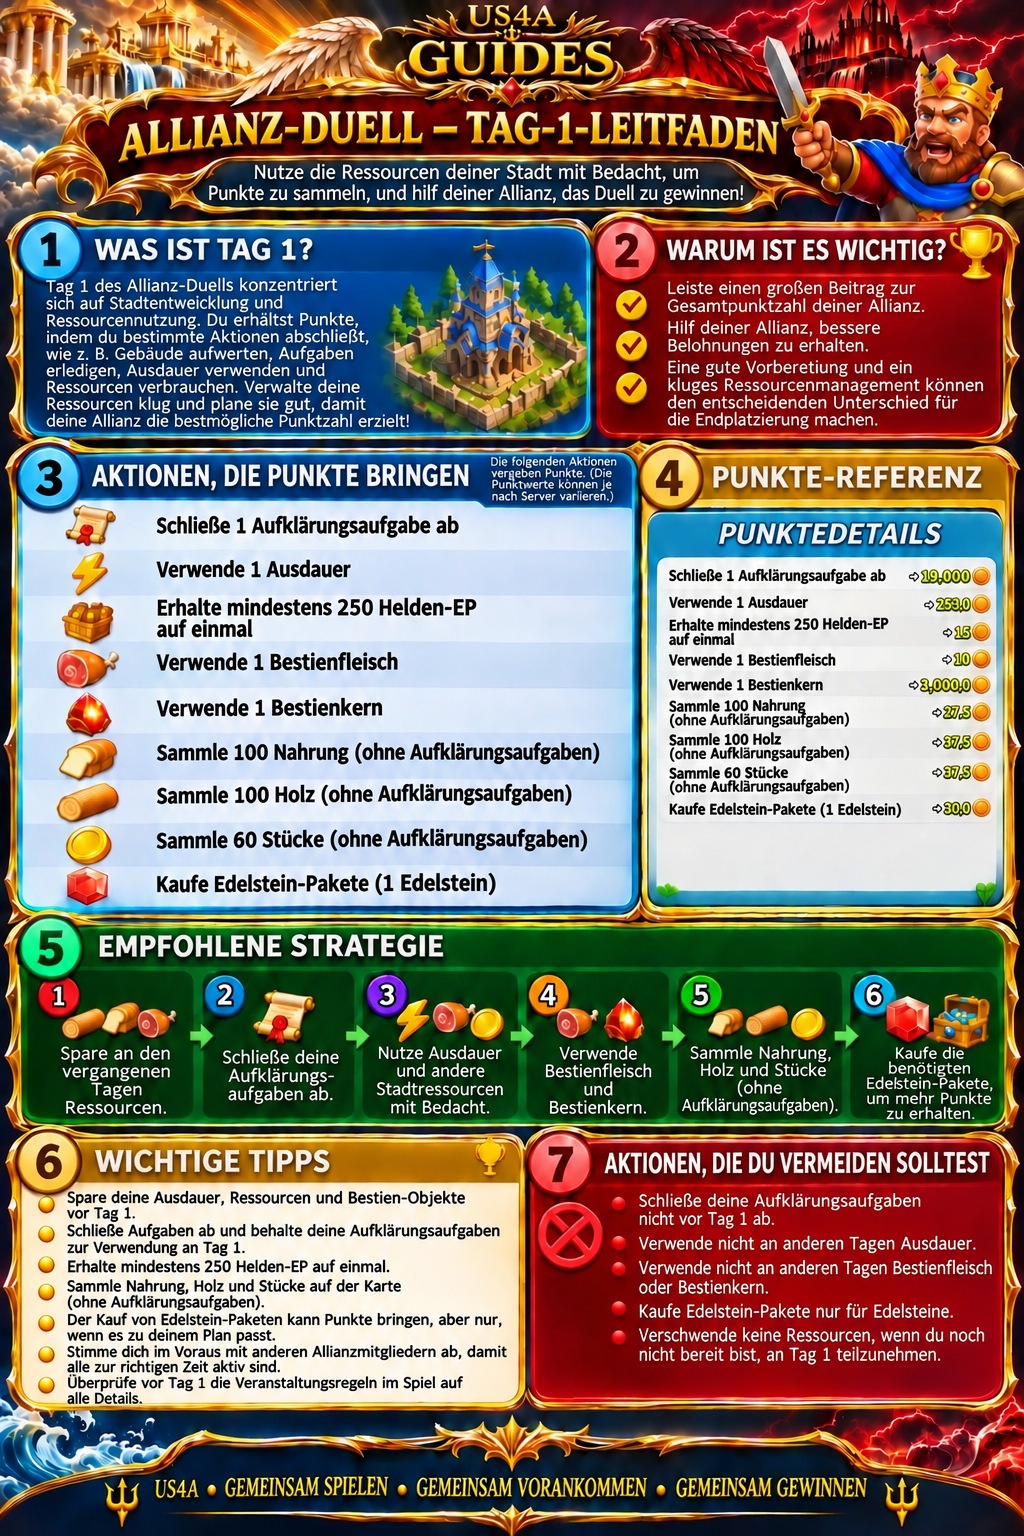 US4A
GUIDES
ALLIANZ-DUELL – TAG-1-LEITFADEN
Nutze die Ressourcen deiner Stadt mit Bedacht, um
Punkte zu sammeln, und hilf deiner Allianz, das Duell zu gewinnen!
1 WAS IST TAG 1?
Tag 1 des Allianz-Duells konzentriert
sich auf Stadtentwicklung und
Ressourcennutzung. Du erhältst Punkte,
indem du bestimmte Aktionen abschließt,
wie z. B. Gebäude aufwerten, Aufgaben
erledigen, Ausdauer verwenden und
Ressourcen verbrauchen. Verwalte deine
Ressourcen klug und plane sie gut, damit
deine Allianz die bestmögliche Punktzahl erzielt!
2 WARUM IST ES WICHTIG?
Leiste einen großen Beitrag zur
Gesamtpunktzahl deiner Allianz.
Hilf deiner Allianz, bessere
Belohnungen zu erhalten.
Eine gute Vorbereitung und ein
kluges Ressourcenmanagement können
den entscheidenden Unterschied für
die Endplatzierung machen.
3 AKTIONEN, DIE PUNKTE BRINGEN
Die folgenden Aktionen
vergeben Punkte. (Die
Punktwerte können je
nach Server variieren.)
Schließe 1 Aufklärungsaufgabe ab
Verwende 1 Ausdauer
Erhalte mindestens 250 Helden-EP
auf einmal
Verwende 1 Bestienfleisch
Verwende 1 Bestienkern
Sammle 100 Nahrung (ohne Aufklärungsaufgaben)
Sammle 100 Holz (ohne Aufklärungsaufgaben)
Sammle 60 Stücke (ohne Aufklärungsaufgaben)
Kaufe Edelstein-Pakete (1 Edelstein)
4 PUNKTE-REFERENZ
PUNKTEDETAILS
Schließe 1 Aufklärungsaufgabe ab ⇨19,000
Verwende 1 Ausdauer ⇨253,0
Erhalte mindestens 250 Helden-EP
auf einmal ⇨15
Verwende 1 Bestienfleisch ⇨10
Verwende 1 Bestienkern ⇨3,000,0
Sammle 100 Nahrung
(ohne Aufklärungsaufgaben) ⇨27,5
Sammle 100 Holz
(ohne Aufklärungsaufgaben) ⇨37,5
Sammle 60 Stücke
(ohne Aufklärungsaufgaben) ⇨37,5
Kaufe Edelstein-Pakete (1 Edelstein) ⇨30,0
5 EMPFOHLENE STRATEGIE
1
Spare an den
vergangenen
Tagen
Ressourcen.
2
Schließe deine
Aufklärungs-
aufgaben ab.
3
Nutze Ausdauer
und andere
Stadtressourcen
mit Bedacht.
4
Verwende
Bestienfleisch
und
Bestienkern.
5
Sammle Nahrung,
Holz und Stücke
(ohne
Aufklärungsaufgaben).
6
Kaufe die
benötigten
Edelstein-Pakete,
um mehr Punkte
zu erhalten.
6 WICHTIGE TIPPS
Spare deine Ausdauer, Ressourcen und Bestien-Objekte
vor Tag 1.
Schließe Aufgaben ab und behalte deine Aufklärungsaufgaben
zur Verwendung an Tag 1.
Erhalte mindestens 250 Helden-EP auf einmal.
Sammle Nahrung, Holz und Stücke auf der Karte
(ohne Aufklärungsaufgaben).
Der Kauf von Edelstein-Paketen kann Punkte bringen, aber nur,
wenn es zu deinem Plan passt.
Stimme dich im Voraus mit anderen Allianzmitgliedern ab, damit
alle zur richtigen Zeit aktiv sind.
Überprüfe vor Tag 1 die Veranstaltungsregeln im Spiel auf
alle Details.
7 AKTIONEN, DIE DU VERMEIDEN SOLLTEST
Schließe deine Aufklärungsaufgaben
nicht vor Tag 1 ab.
Verwende nicht an anderen Tagen Ausdauer.
Verwende nicht an anderen Tagen Bestienfleisch
oder Bestienkern.
Kaufe Edelstein-Pakete nur für Edelsteine.
Verschwende keine Ressourcen, wenn du noch
nicht bereit bist, an Tag 1 teilzunehmen.
US4A • GEMEINSAM SPIELEN • GEMEINSAM VORANKOMMEN • GEMEINSAM GEWINNEN